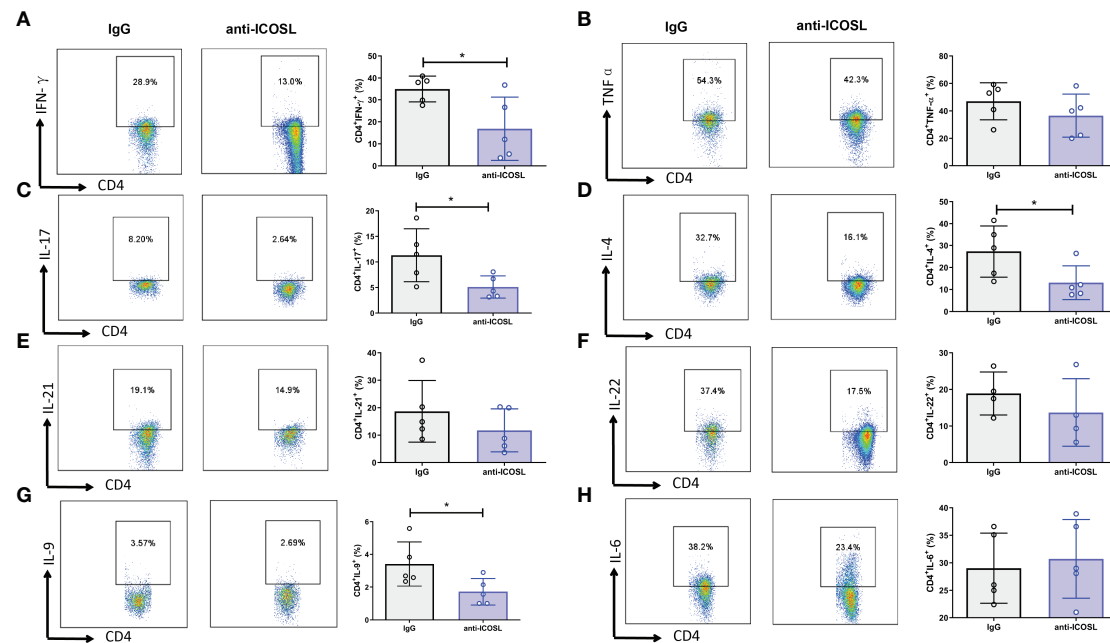 A
IgG
anti-ICOSL
IFN-γ
28.9%
13.0%
CD4
CD4⁺IFN-γ⁺ (%)
50
40
30
20
10
0
*
IgG
anti-ICOSL
B
IgG
anti-ICOSL
TNF α
54.3%
42.3%
CD4
CD4⁺TNF-α⁺ (%)
80
60
40
20
0
IgG
anti-ICOSL
C
IL-17
8.20%
2.64%
CD4
CD4⁺IL-17⁺ (%)
20
15
10
5
0
*
IgG
anti-ICOSL
D
IL-4
32.7%
16.1%
CD4
CD4⁺IL-4⁺ (%)
50
40
30
20
10
0
*
IgG
anti-ICOSL
E
IL-21
19.1%
14.9%
CD4
CD4⁺IL-21⁺ (%)
40
30
20
10
0
IgG
anti-ICOSL
F
IL-22
37.4%
17.5%
CD4
CD4⁺IL-22⁺ (%)
30
20
10
0
IgG
anti-ICOSL
G
IL-9
3.57%
2.69%
CD4
CD4⁺IL-9⁺ (%)
6
4
2
0
*
IgG
anti-ICOSL
H
IL-6
38.2%
23.4%
CD4
CD4⁺IL-6⁺ (%)
40
35
30
25
20
IgG
anti-ICOSL